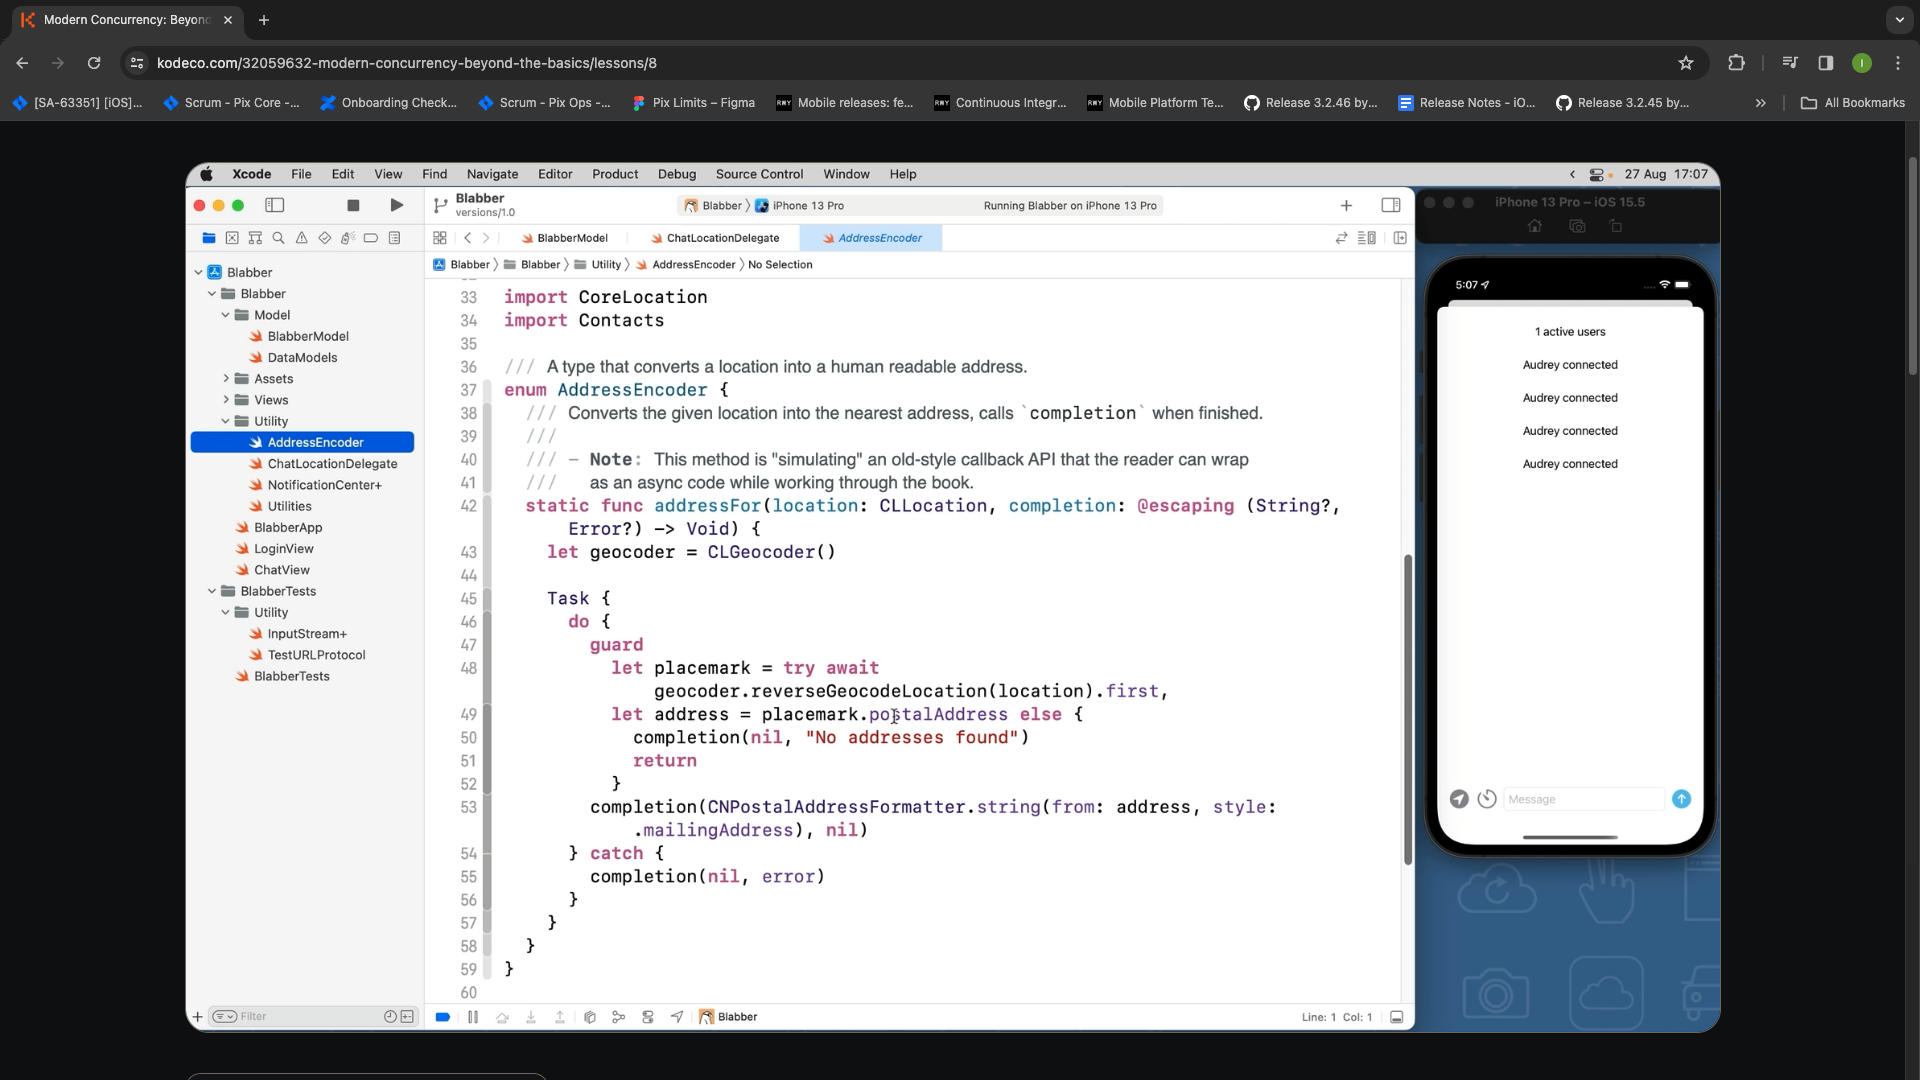 Modern Concurrency: Beyond
kodeco.com/32059632-modern-concurrency-beyond-the-basics/lessons/8
[SA-63351] [iOS]...
Scrum - Pix Core -...
Onboarding Check...
Scrum - Pix Ops -...
Pix Limits – Figma
Mobile releases: fe...
Continuous Integr...
Mobile Platform Te...
Release 3.2.46 by...
Release Notes - iO...
Release 3.2.45 by...
All Bookmarks
Xcode File Edit View Find Navigate Editor Product Debug Source Control Window Help
27 Aug 17:07
Blabber
versions/1.0
Blabber iPhone 13 Pro
Running Blabber on iPhone 13 Pro
iPhone 13 Pro – iOS 15.5
BlabberModel ChatLocationDelegate AddressEncoder
Blabber Blabber Utility AddressEncoder No Selection
Blabber
Blabber
Model
BlabberModel
DataModels
Assets
Views
Utility
AddressEncoder
ChatLocationDelegate
NotificationCenter+
Utilities
BlabberApp
LoginView
ChatView
BlabberTests
Utility
InputStream+
TestURLProtocol
BlabberTests
Filter
33 import CoreLocation
34 import Contacts
35
36 /// A type that converts a location into a human readable address.
37 enum AddressEncoder {
38 /// Converts the given location into the nearest address, calls `completion` when finished.
39 ///
40 /// – Note: This method is "simulating" an old-style callback API that the reader can wrap
41 /// as an async code while working through the book.
42 static func addressFor(location: CLLocation, completion: @escaping (String?,
Error?) -> Void) {
43 let geocoder = CLGeocoder()
44
45 Task {
46 do {
47 guard
48 let placemark = try await
geocoder.reverseGeocodeLocation(location).first,
49 let address = placemark.postalAddress else {
50 completion(nil, "No addresses found")
51 return
52 }
53 completion(CNPostalAddressFormatter.string(from: address, style:
.mailingAddress), nil)
54 } catch {
55 completion(nil, error)
56 }
57 }
58 }
59 }
60
Blabber
Line: 1 Col: 1
5:07
1 active users
Audrey connected
Audrey connected
Audrey connected
Audrey connected
Message